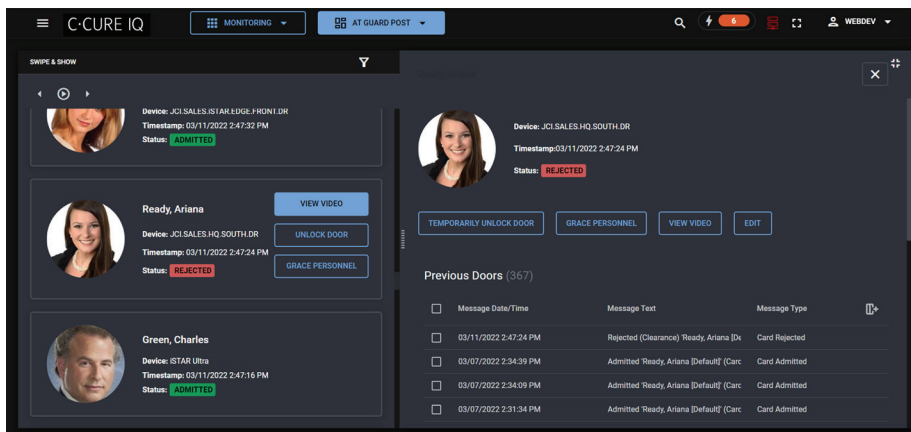 C•CURE IQ
MONITORING
AT GUARD POST
6
WEBDEV
SWIPE & SHOW
Device: JCI.SALES.ISTAR.EDGE.FRONT.DR
Timestamp: 03/11/2022 2:47:32 PM
Status: ADMITTED
Ready, Ariana
Device: JCI.SALES.HQ.SOUTH.DR
Timestamp: 03/11/2022 2:47:24 PM
Status: REJECTED
VIEW VIDEO
UNLOCK DOOR
GRACE PERSONNEL
Green, Charles
Device: iSTAR Ultra
Timestamp: 03/11/2022 2:47:16 PM
Status: ADMITTED
Device: JCI.SALES.HQ.SOUTH.DR
Timestamp:03/11/2022 2:47:24 PM
Status: REJECTED
TEMPORARILY UNLOCK DOOR
GRACE PERSONNEL
VIEW VIDEO
EDIT
Previous Doors (367)
Message Date/Time Message Text Message Type
03/11/2022 2:47:24 PM Rejected (Clearance) 'Ready, Ariana [De Card Rejected
03/07/2022 2:34:39 PM Admitted 'Ready, Ariana [Default]' (Carc Card Admitted
03/07/2022 2:34:09 PM Admitted 'Ready, Ariana [Default]' (Carc Card Admitted
03/07/2022 2:31:34 PM Admitted 'Ready, Ariana [Default]' (Carc Card Admitted